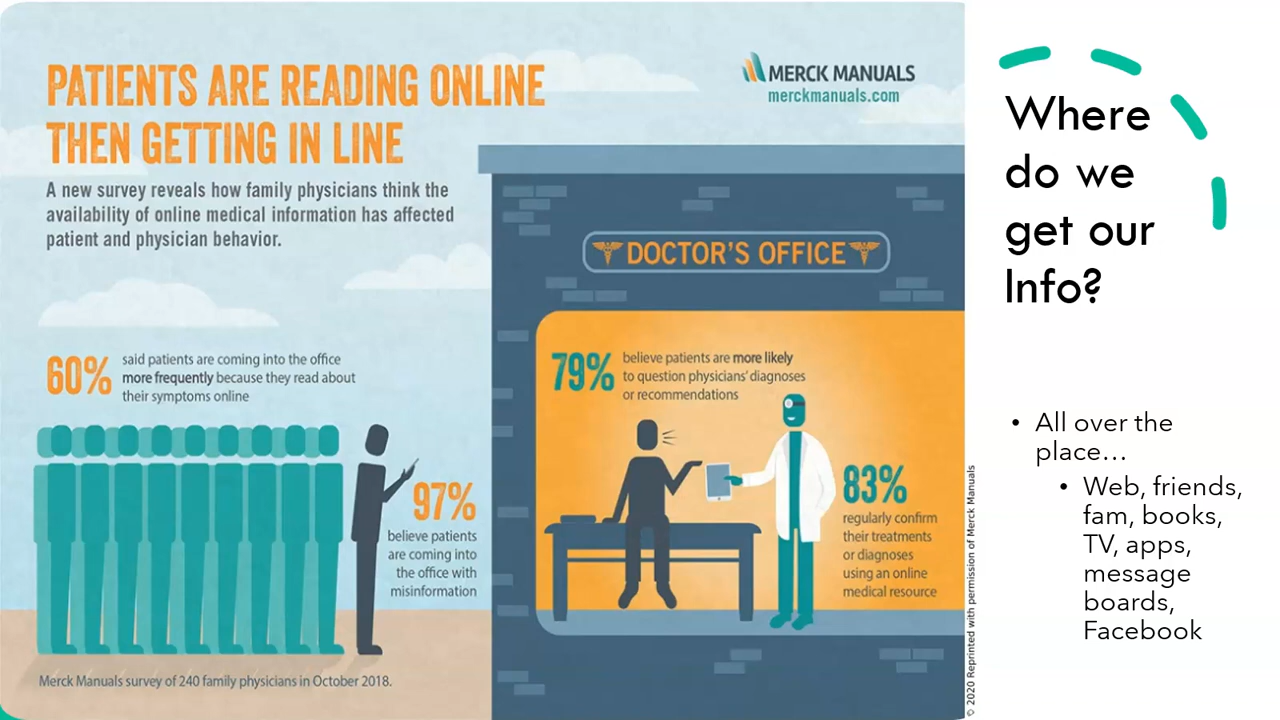 PATIENTS ARE READING ONLINE
THEN GETTING IN LINE
A new survey reveals how family physicians think the
availability of online medical information has affected
patient and physician behavior.
MERCK MANUALS
merckmanuals.com
DOCTOR'S OFFICE
60%
said patients are coming into the office
more frequently because they read about
their symptoms online
97%
believe patients
are coming into
the office with
misinformation
79%
believe patients are more likely
to question physicians' diagnoses
or recommendations
83%
regularly confirm
their treatments
or diagnoses
using an online
medical resource
Merck Manuals survey of 240 family physicians in October 2018.
© 2020 Reprinted with permission of Merck Manuals
Where
do we
get our
Info?
• All over the
place…
• Web, friends,
fam, books,
TV, apps,
message
boards,
Facebook